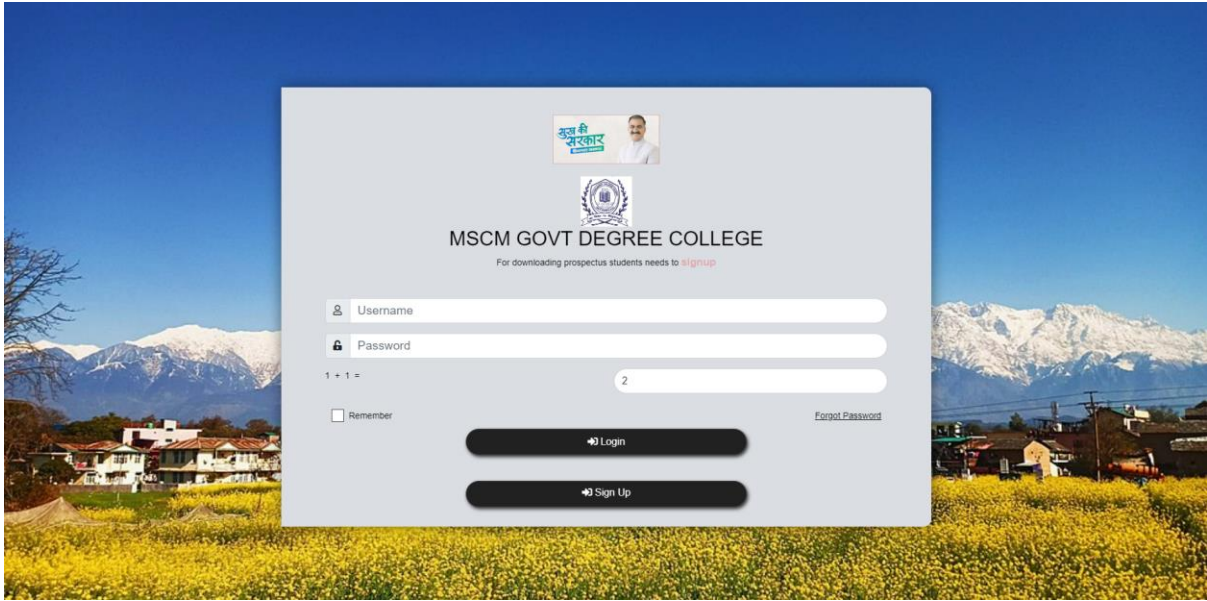 सुख की
सरकार
MSCM GOVT DEGREE COLLEGE
For downloading prospectus students needs to signup
Username
Password
1 + 1 =
2
Remember
Forgot Password
Login
Sign Up